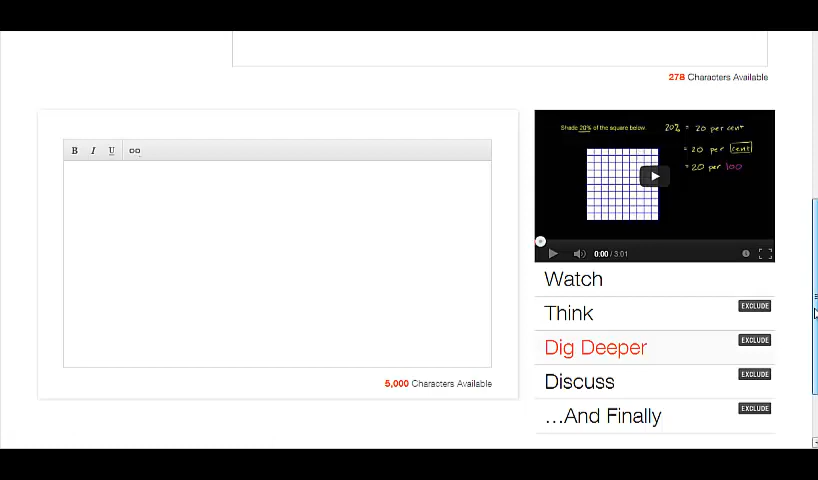 278 Characters Available
B I U
Shade 20% of the square below.
20% = 20 per cent
= 20 per cent
= 20 per 100
0:00 / 3:01
Watch
Think
EXCLUDE
Dig Deeper
EXCLUDE
Discuss
EXCLUDE
...And Finally
EXCLUDE
5,000 Characters Available